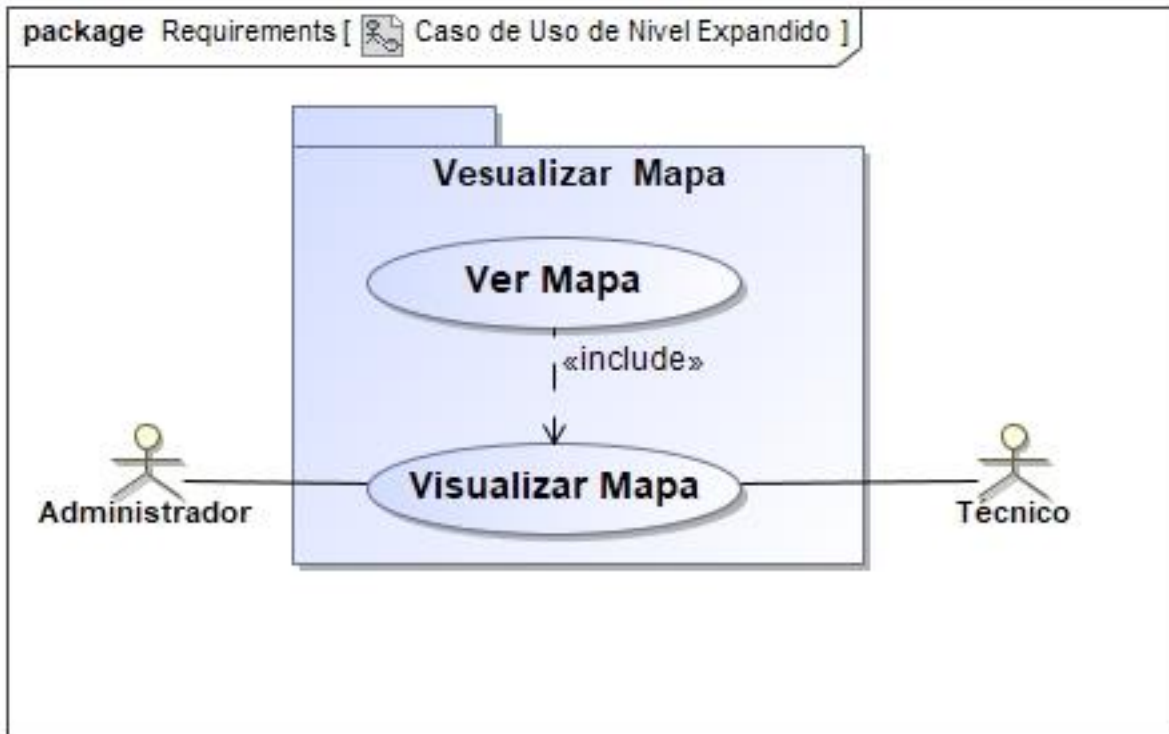 package Requirements [ Caso de Uso de Nivel Expandido ]
Vesualizar Mapa
Ver Mapa
«include»
Visualizar Mapa
Administrador
Técnico